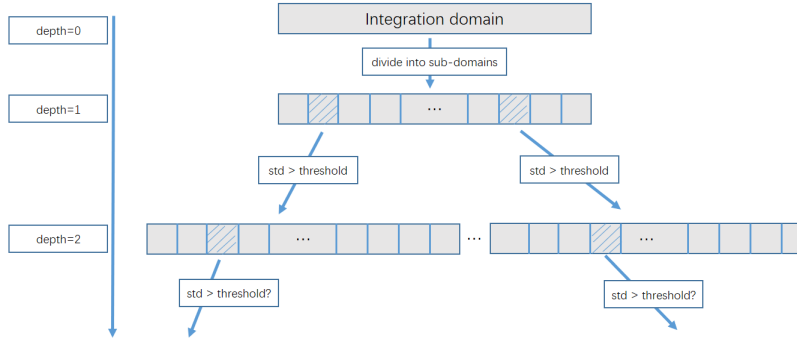 depth=0
Integration domain
divide into sub-domains
depth=1
...
std > threshold
std > threshold
depth=2
...
...
...
std > threshold?
std > threshold?